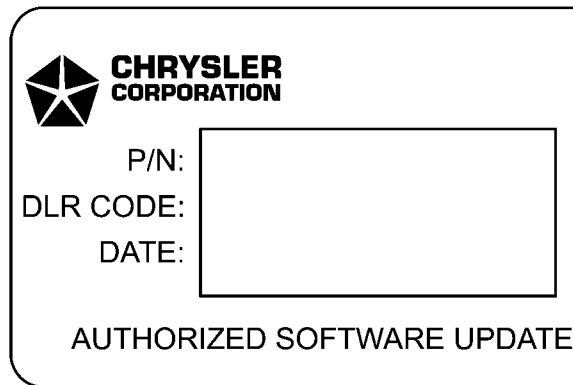 CHRYSLER
CORPORATION
P/N:
DLR CODE:
DATE:
AUTHORIZED SOFTWARE UPDATE